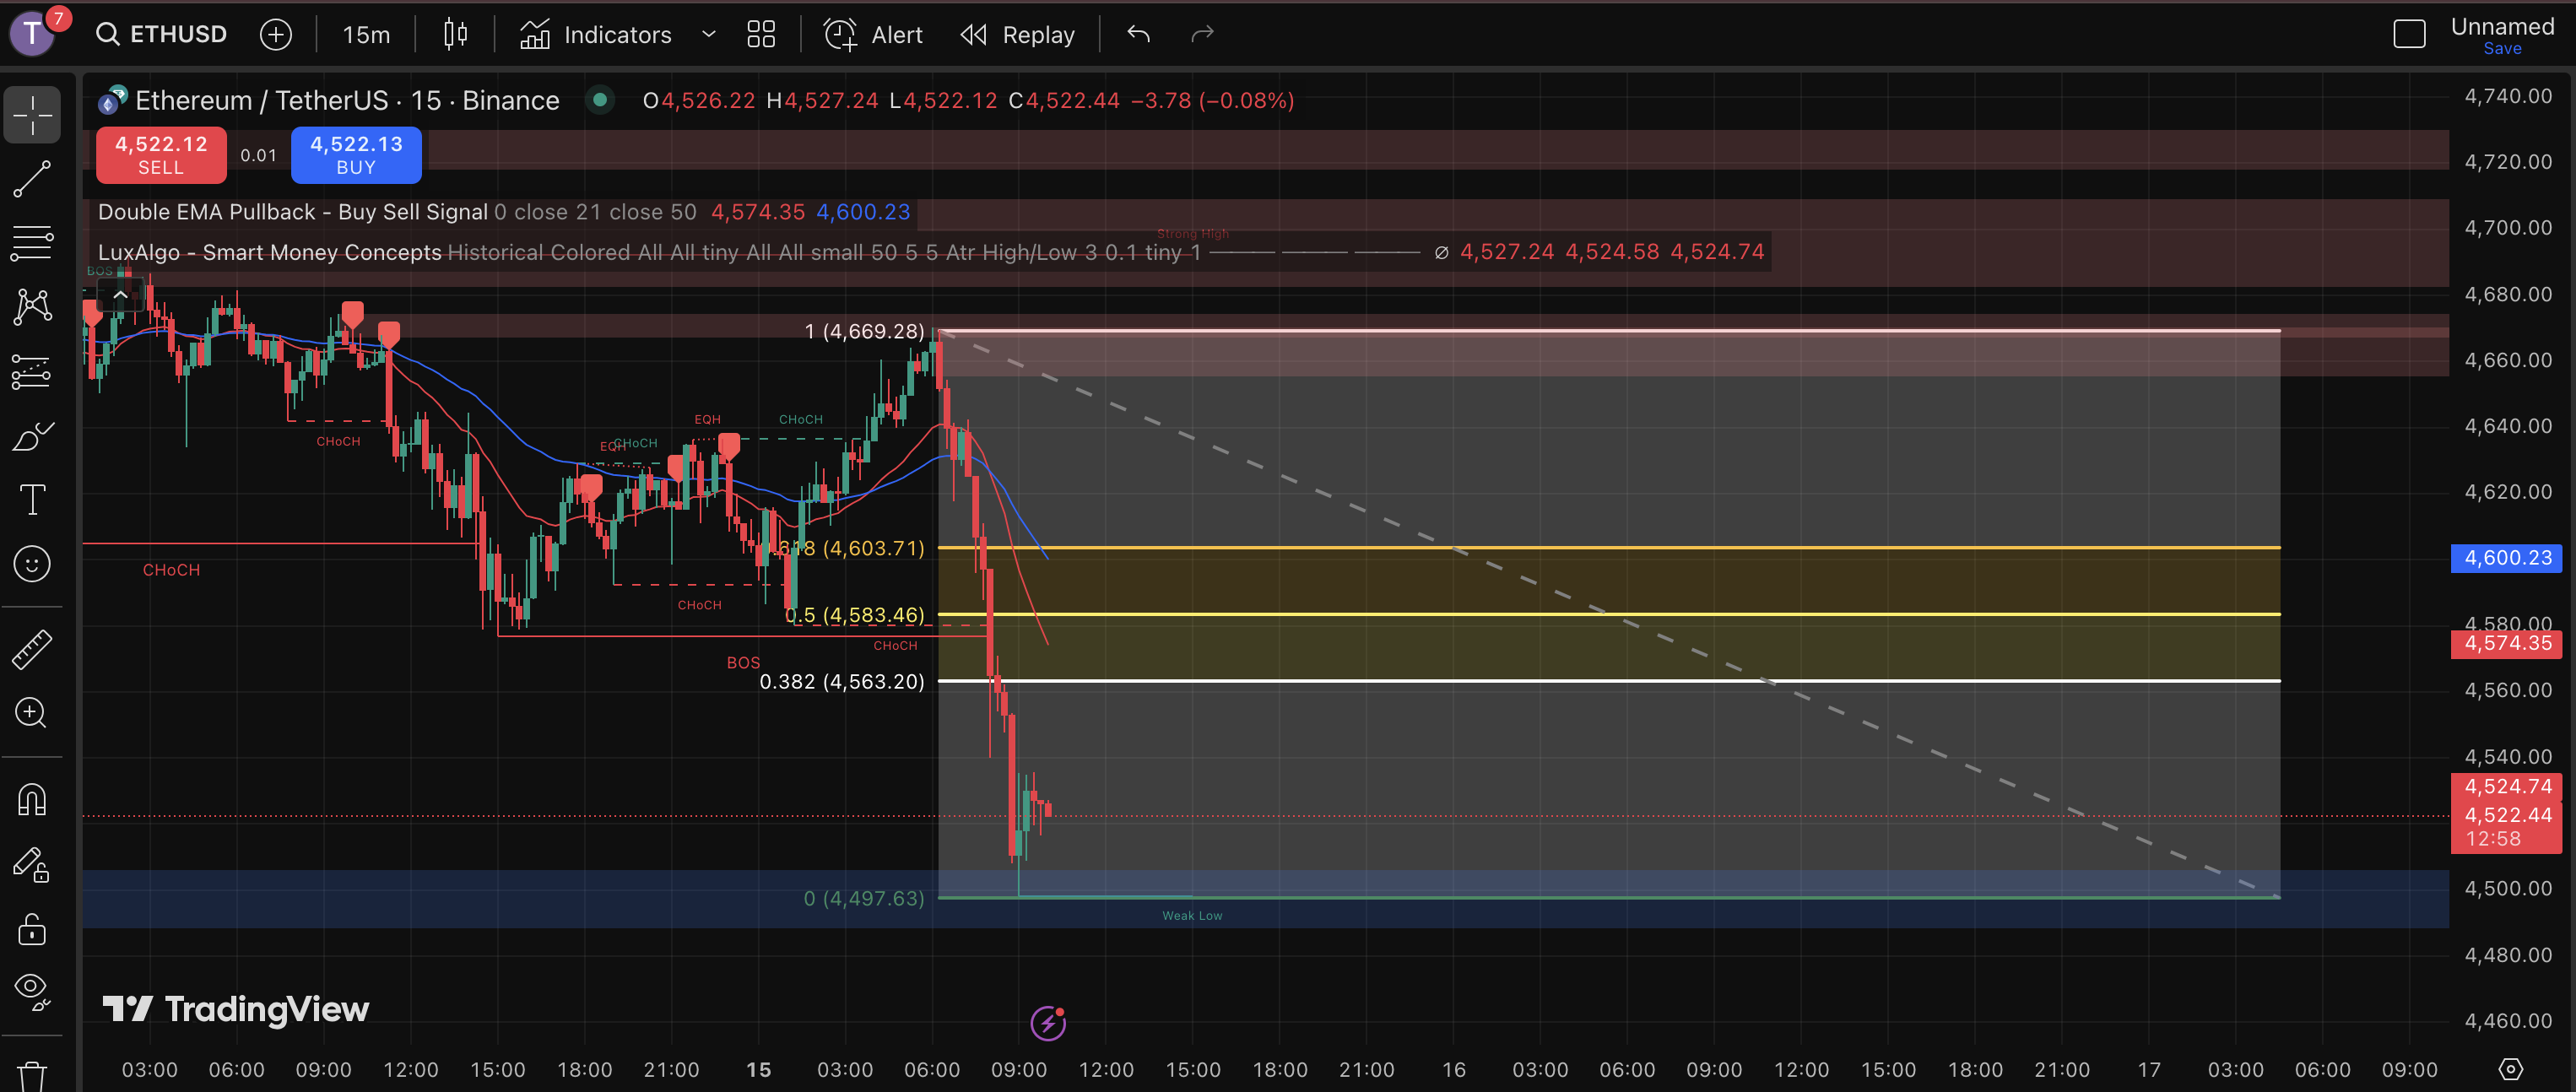 T 7 ETHUSD 15m Indicators Alert Replay Unnamed
Save
Ethereum / TetherUS · 15 · Binance O4,526.22 H4,527.24 L4,522.12 C4,522.44 −3.78 (−0.08%)
4,522.12
SELL
0.01
4,522.13
BUY
Double EMA Pullback - Buy Sell Signal 0 close 21 close 50 4,574.35 4,600.23
Strong High
LuxAlgo - Smart Money Concepts Historical Colored All All tiny All All small 50 5 5 Atr High/Low 3 0.1 tiny 1 ∅ 4,527.24 4,524.58 4,524.74
BOS
1 (4,669.28)
EQH
CHoCH
CHoCH
EQH
CHoCH
.618 (4,603.71)
CHoCH
CHoCH
0.5 (4,583.46)
CHoCH
BOS
0.382 (4,563.20)
0 (4,497.63)
Weak Low
TradingView
4,740.00
4,720.00
4,700.00
4,680.00
4,660.00
4,640.00
4,620.00
4,600.23
4,580.00
4,574.35
4,560.00
4,540.00
4,524.74
4,522.44
12:58
4,500.00
4,480.00
4,460.00
03:00 06:00 09:00 12:00 15:00 18:00 21:00 15 03:00 06:00 09:00 12:00 15:00 18:00 21:00 16 03:00 06:00 09:00 12:00 15:00 18:00 21:00 17 03:00 06:00 09:00